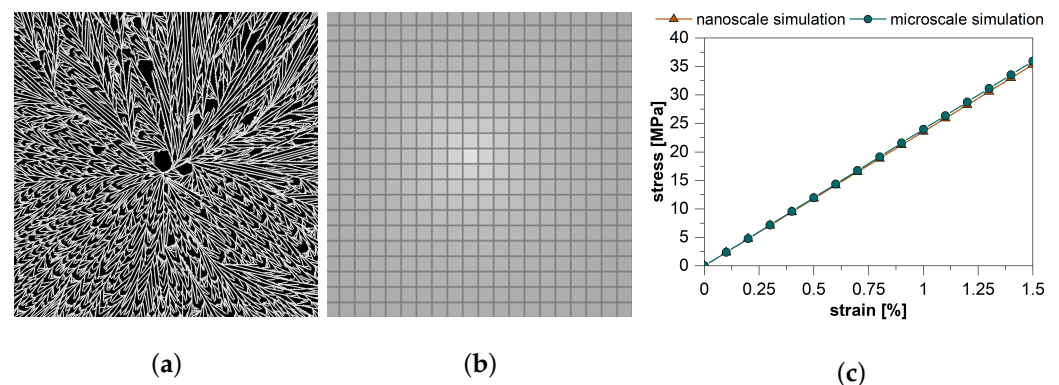 nanoscale simulation microscale simulation
40
35
30
25
20
15
10
5
0
stress [MPa]
0 0.25 0.5 0.75 1 1.25 1.5
strain [%]
(a) (b) (c)